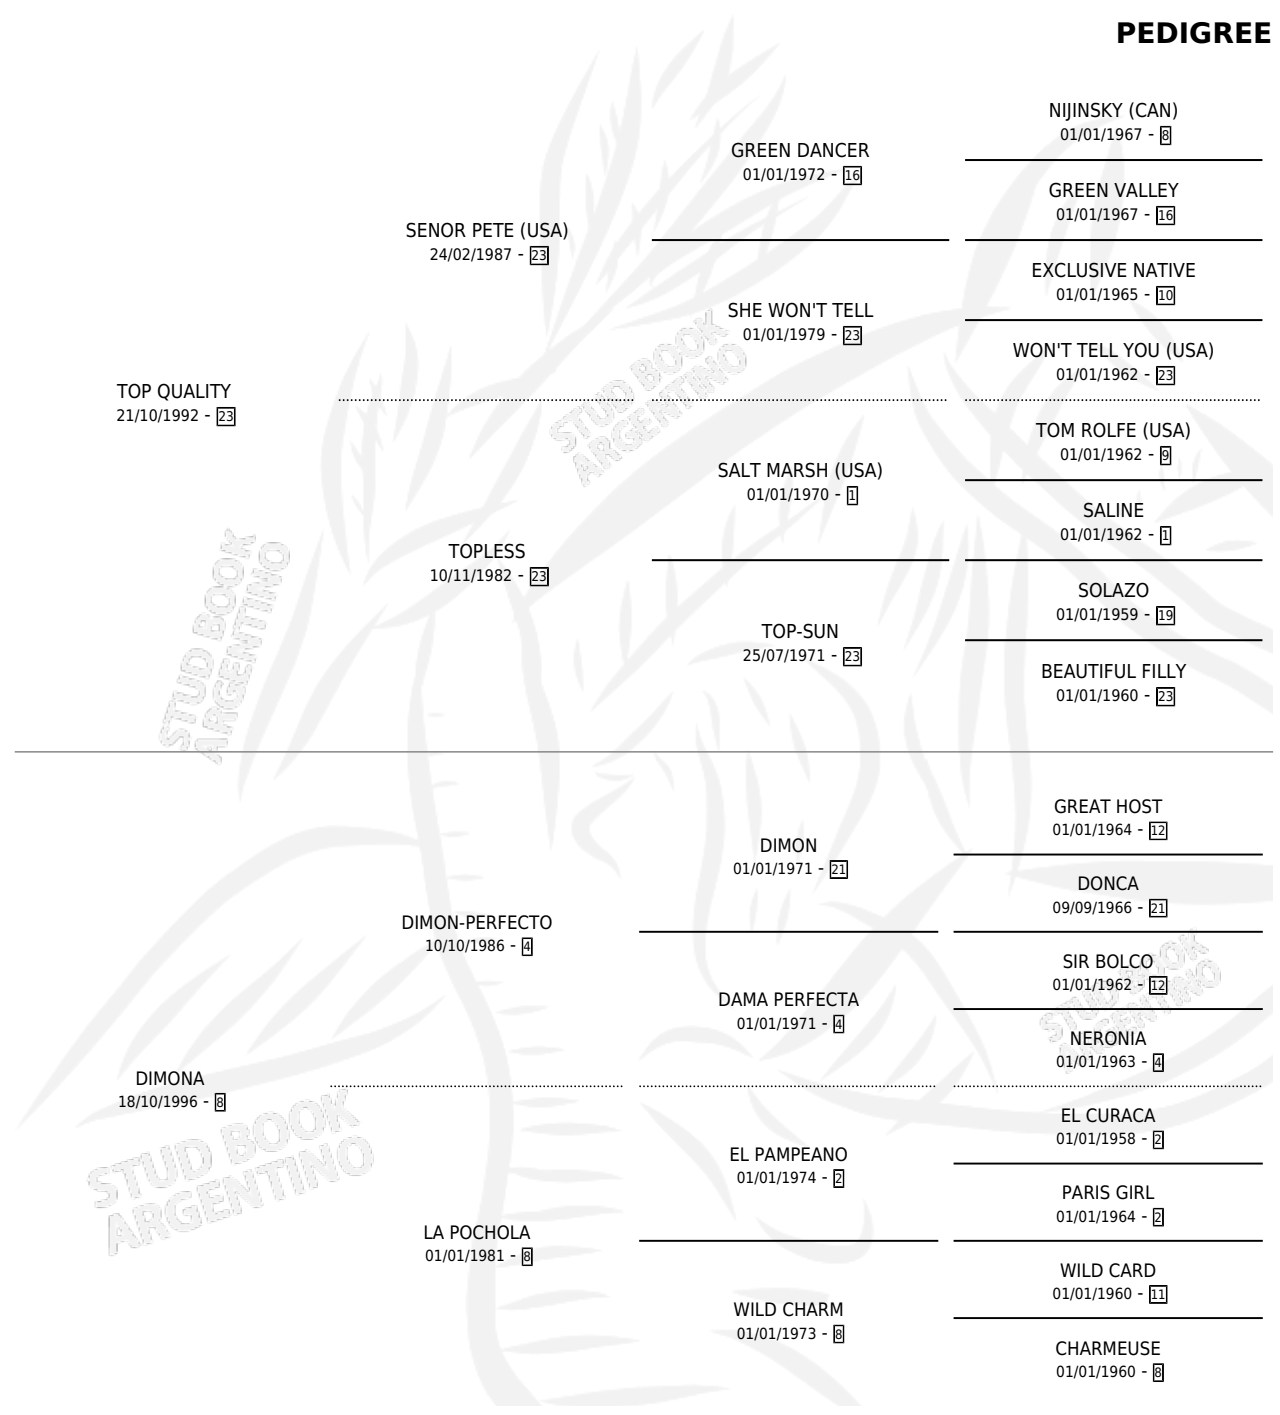 PEDIGREE
NIJINSKY (CAN)
01/01/1967 - 8
GREEN DANCER
01/01/1972 - 16
GREEN VALLEY
01/01/1967 - 16
SENOR PETE (USA)
24/02/1987 - 23
EXCLUSIVE NATIVE
01/01/1965 - 10
SHE WON'T TELL
01/01/1979 - 23
WON'T TELL YOU (USA)
01/01/1962 - 23
TOP QUALITY
21/10/1992 - 23
TOM ROLFE (USA)
01/01/1962 - 9
SALT MARSH (USA)
01/01/1970 - 1
SALINE
01/01/1962 - 1
TOPLESS
10/11/1982 - 23
SOLAZO
01/01/1959 - 19
TOP-SUN
25/07/1971 - 23
BEAUTIFUL FILLY
01/01/1960 - 23
GREAT HOST
01/01/1964 - 12
DIMON
01/01/1971 - 21
DONCA
09/09/1966 - 21
DIMON-PERFECTO
10/10/1986 - 4
SIR BOLCO
01/01/1962 - 12
DAMA PERFECTA
01/01/1971 - 4
NERONIA
01/01/1963 - 4
DIMONA
18/10/1996 - 8
EL CURACA
01/01/1958 - 2
EL PAMPEANO
01/01/1974 - 2
PARIS GIRL
01/01/1964 - 2
LA POCHOLA
01/01/1981 - 8
WILD CARD
01/01/1960 - 11
WILD CHARM
01/01/1973 - 8
CHARMEUSE
01/01/1960 - 8
STUD BOOK
ARGENTINO
STUD BOOK
ARGENTINO
STUD BOOK
ARGENTINO
STUD BOOK
ARGENTINO